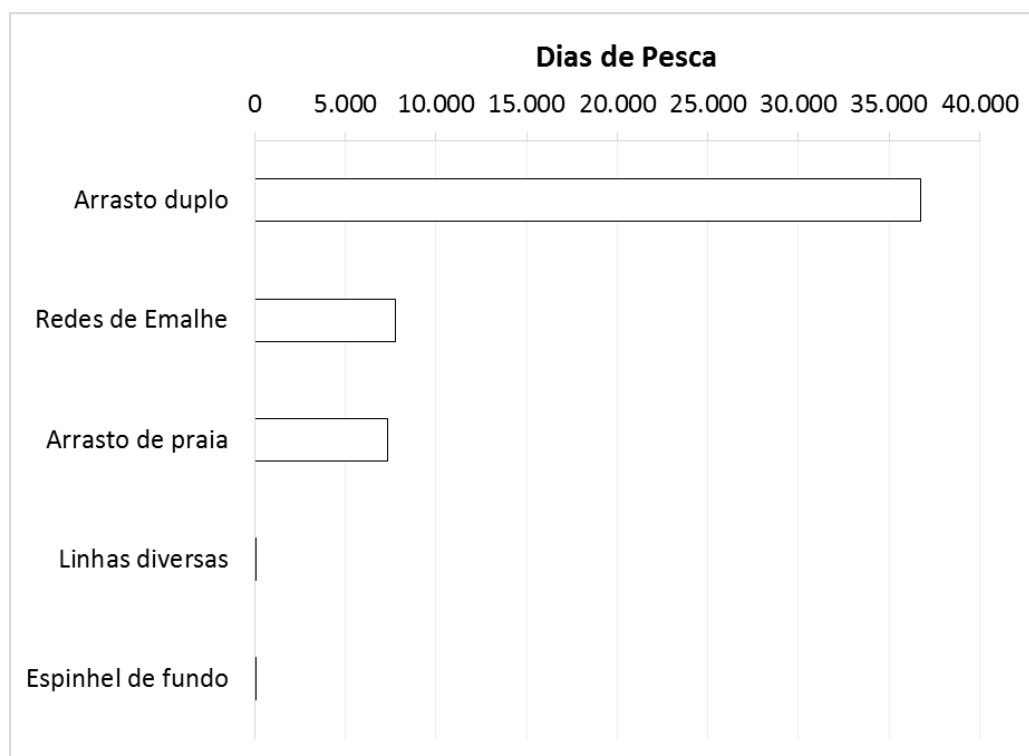 Dias de Pesca
0 5.000 10.000 15.000 20.000 25.000 30.000 35.000 40.000
Arrasto duplo
Redes de Emalhe
Arrasto de praia
Linhas diversas
Espinhel de fundo